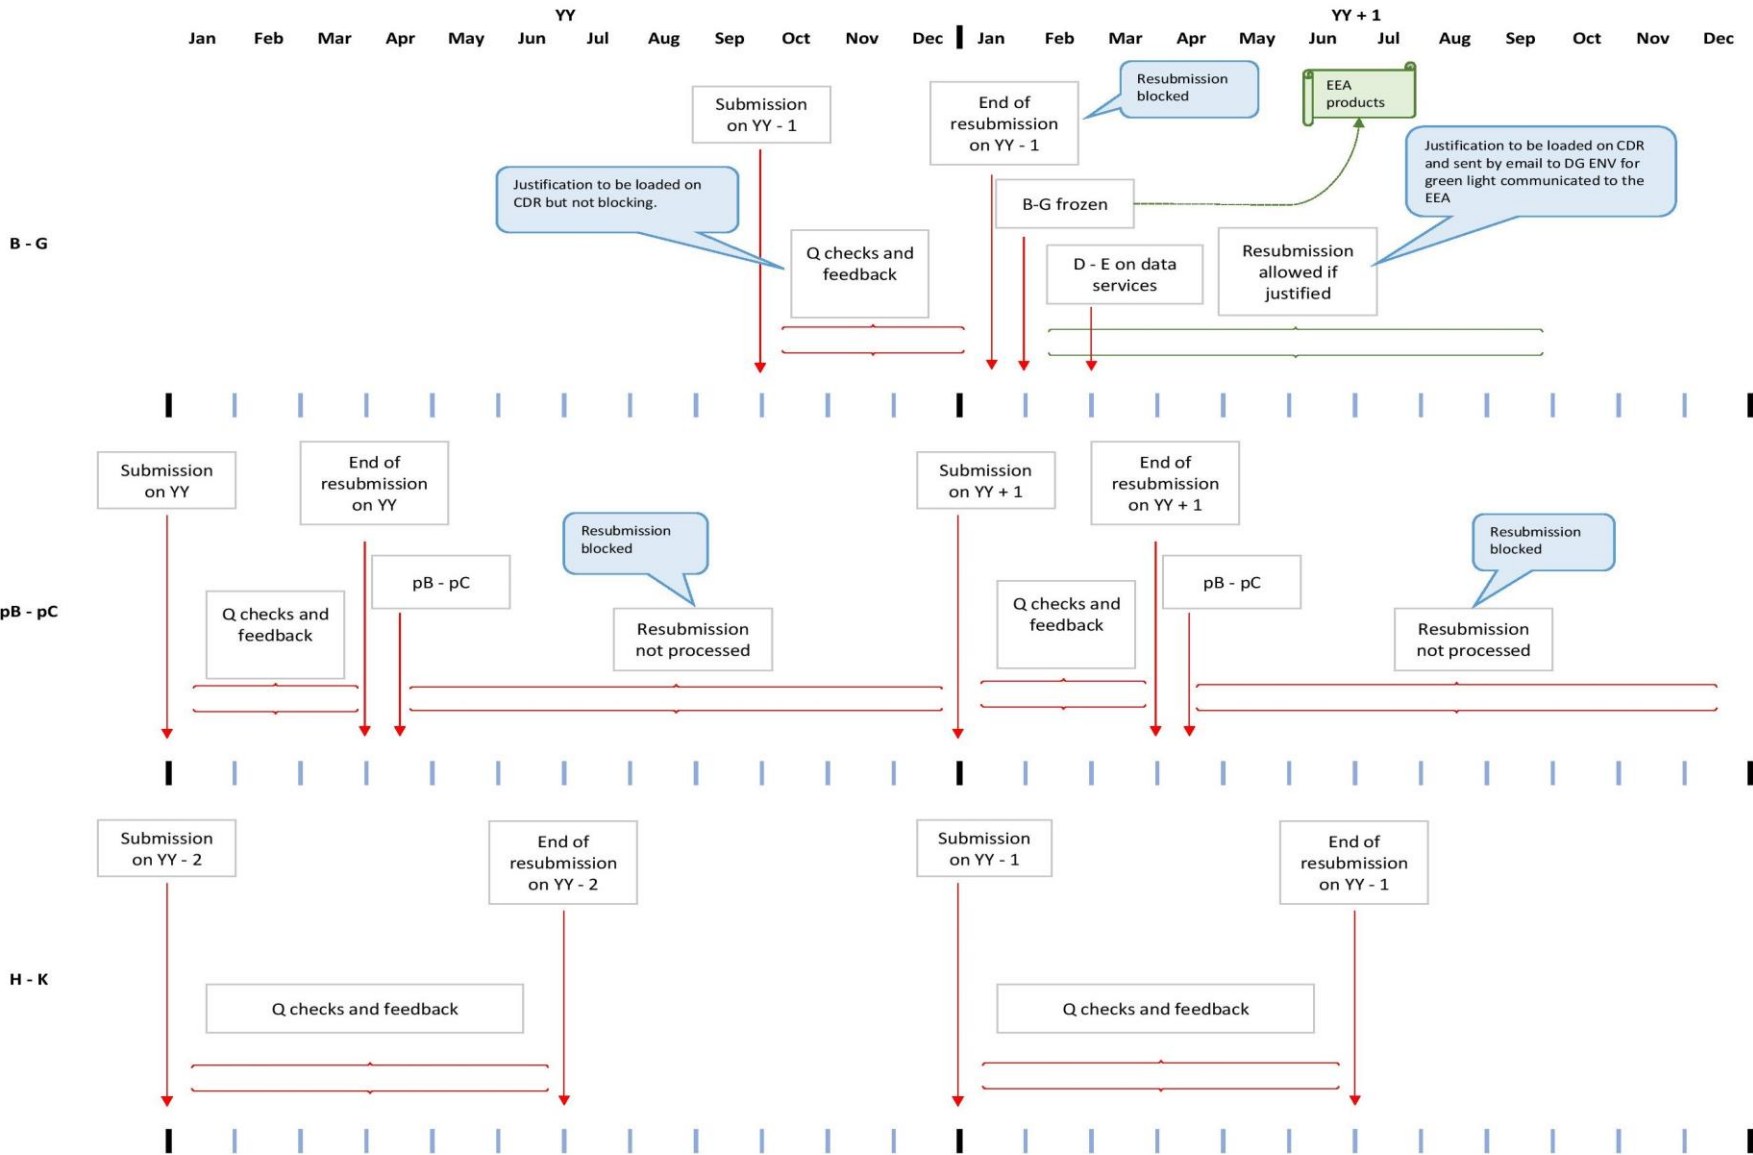 YY
YY + 1
Jan Feb Mar Apr May Jun Jul Aug Sep Oct Nov Dec Jan Feb Mar Apr May Jun Jul Aug Sep Oct Nov Dec
B - G
Submission
on YY - 1
Justification to be loaded on
CDR but not blocking.
Q checks and
feedback
End of
resubmission
on YY - 1
Resubmission
blocked
B-G frozen
D - E on data
services
EEA
products
Resubmission
allowed if
justified
Justification to be loaded on CDR
and sent by email to DG ENV for
green light communicated to the
EEA
pB - pC
Submission
on YY
Q checks and
feedback
End of
resubmission
on YY
pB - pC
Resubmission
blocked
Resubmission
not processed
Submission
on YY + 1
Q checks and
feedback
End of
resubmission
on YY + 1
pB - pC
Resubmission
blocked
Resubmission
not processed
H - K
Submission
on YY - 2
Q checks and feedback
End of
resubmission
on YY - 2
Submission
on YY - 1
Q checks and feedback
End of
resubmission
on YY - 1